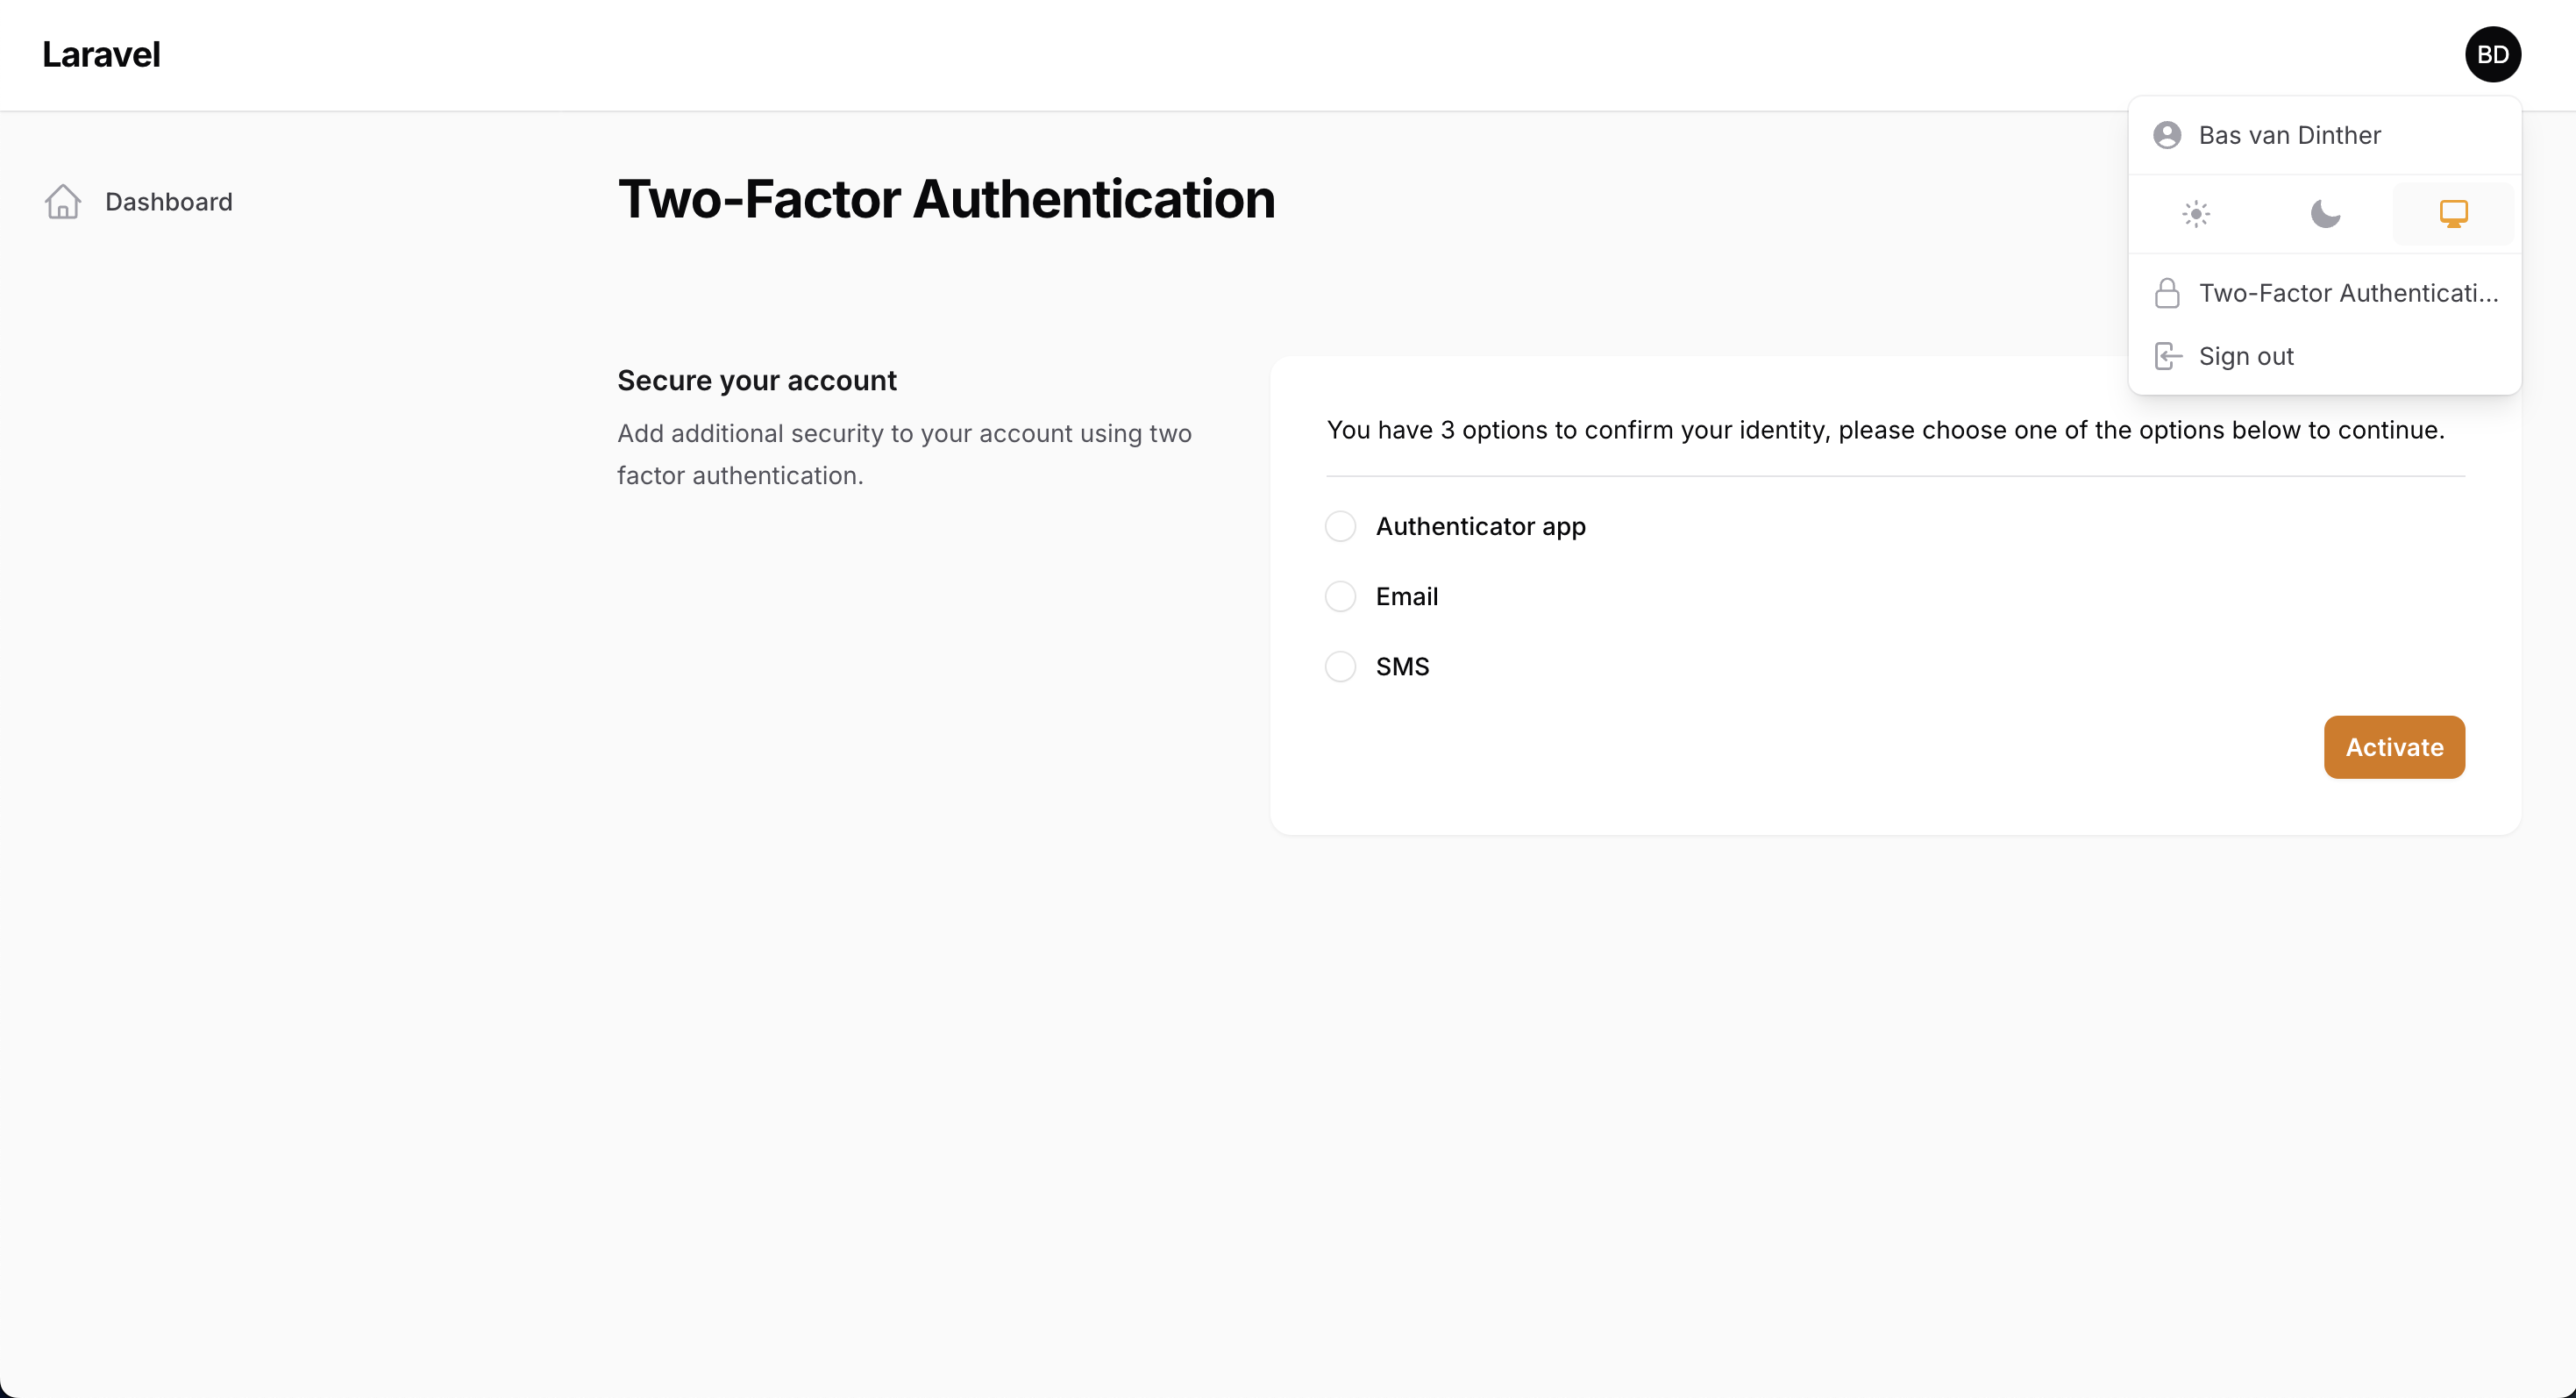 Laravel
BD
Bas van Dinther
Two-Factor Authenticati...
Sign out
Dashboard
Two-Factor Authentication
Secure your account
Add additional security to your account using two
factor authentication.
You have 3 options to confirm your identity, please choose one of the options below to continue.
Authenticator app
Email
SMS
Activate